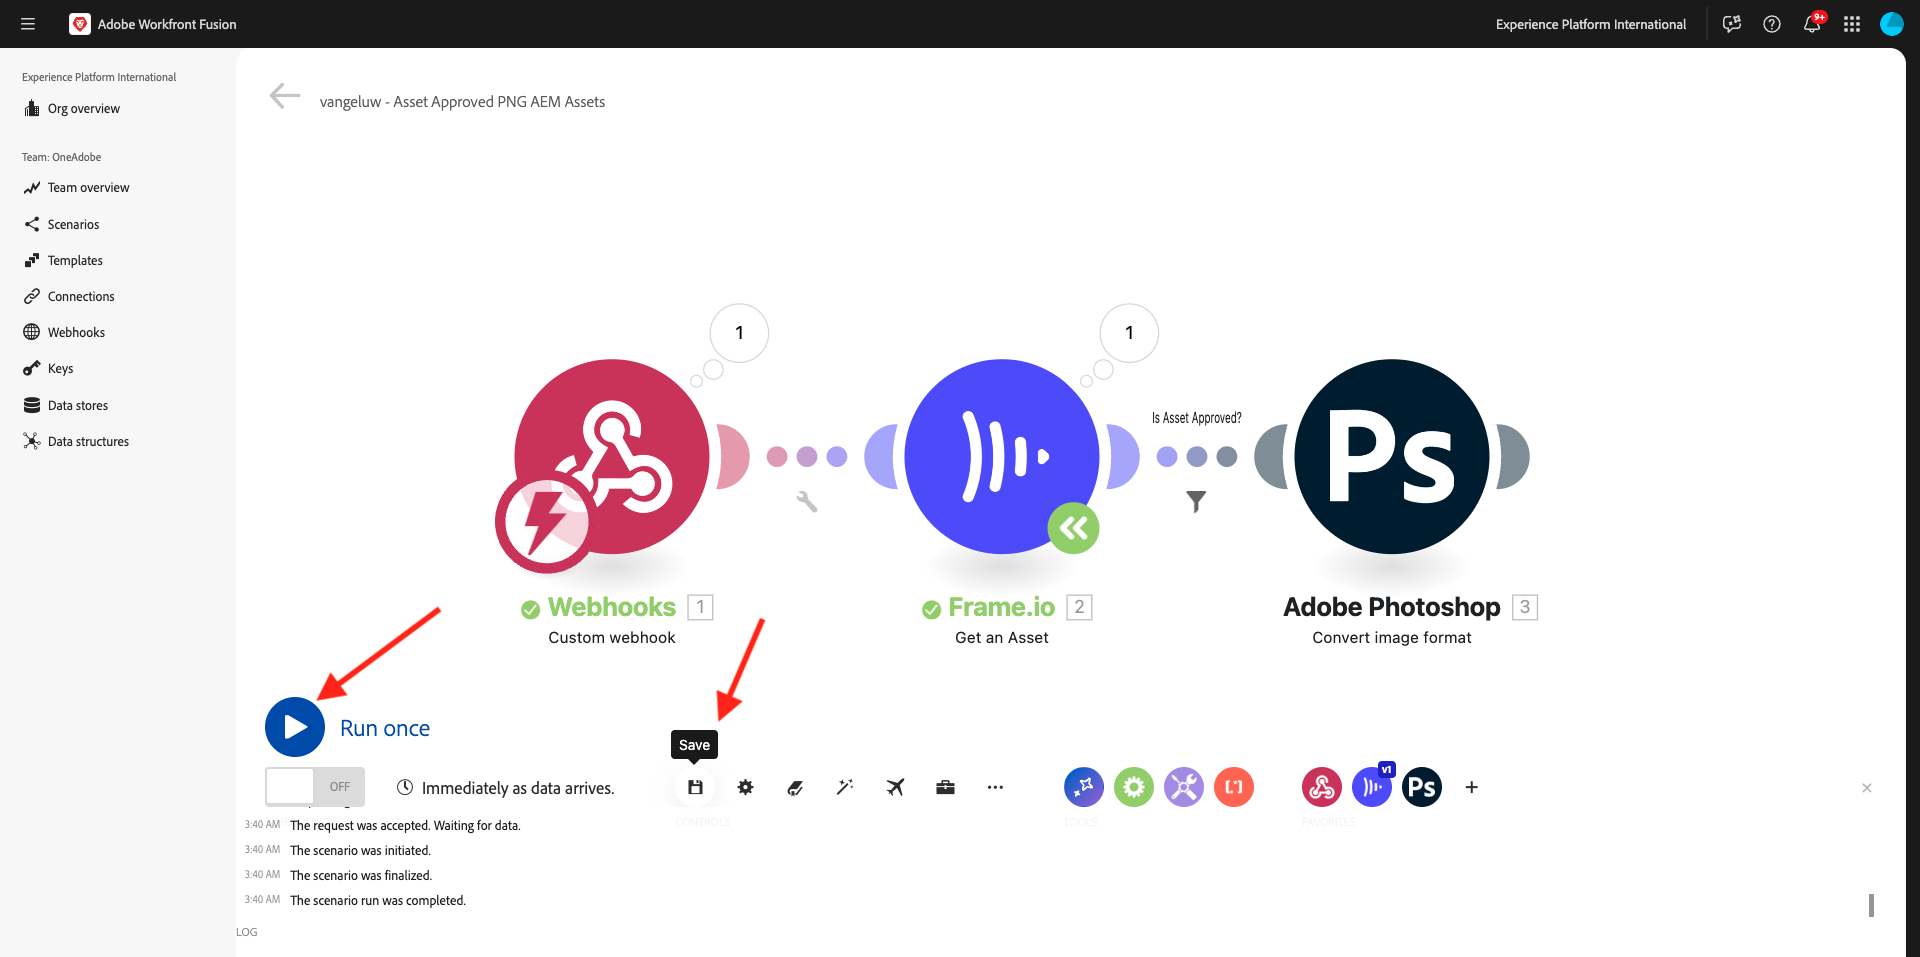 Adobe Workfront Fusion
Experience Platform International
9+
Experience Platform International
Org overview
Team: OneAdobe
Team overview
Scenarios
Templates
Connections
Webhooks
Keys
Data stores
Data structures
vangeluw - Asset Approved PNG AEM Assets
1
1
Is Asset Approved?
Ps
Webhooks 1
Custom webhook
Frame.io 2
Get an Asset
Adobe Photoshop 3
Convert image format
Run once
Save
OFF
Immediately as data arrives.
v1
Ps
CONTROLS
TOOLS
FAVORITES
3:40 AM The request was accepted. Waiting for data.
3:40 AM The scenario was initiated.
3:40 AM The scenario was finalized.
3:40 AM The scenario run was completed.
LOG